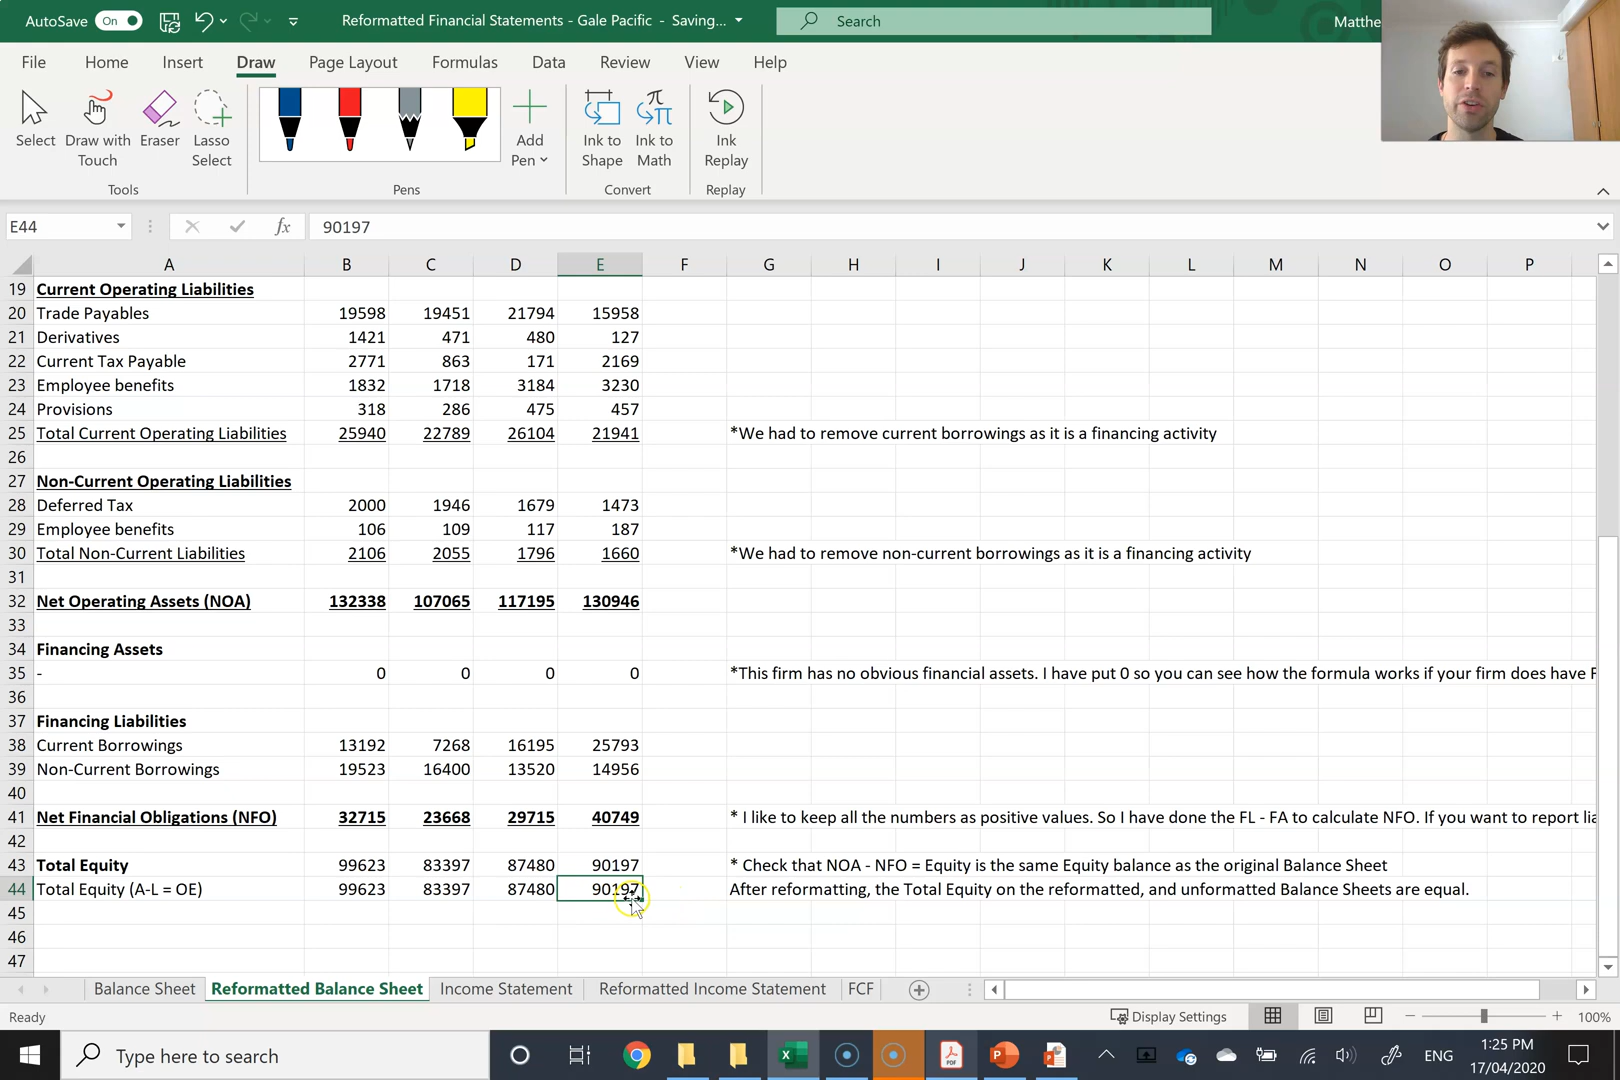 AutoSave On Reformatted Financial Statements - Gale Pacific - Saving... Search Matthe
File Home Insert Draw Page Layout Formulas Data Review View Help
Select Draw with Touch Eraser Lasso Select Add Pen Ink to Shape Ink to Math Ink Replay
Tools Pens Convert Replay
E44 fx 90197
A B C D E F G H I J K L M N O P
19 Current Operating Liabilities
20 Trade Payables 19598 19451 21794 15958
21 Derivatives 1421 471 480 127
22 Current Tax Payable 2771 863 171 2169
23 Employee benefits 1832 1718 3184 3230
24 Provisions 318 286 475 457
25 Total Current Operating Liabilities 25940 22789 26104 21941 *We had to remove current borrowings as it is a financing activity
26
27 Non-Current Operating Liabilities
28 Deferred Tax 2000 1946 1679 1473
29 Employee benefits 106 109 117 187
30 Total Non-Current Liabilities 2106 2055 1796 1660 *We had to remove non-current borrowings as it is a financing activity
31
32 Net Operating Assets (NOA) 132338 107065 117195 130946
33
34 Financing Assets
35 - 0 0 0 0 *This firm has no obvious financial assets. I have put 0 so you can see how the formula works if your firm does have F
36
37 Financing Liabilities
38 Current Borrowings 13192 7268 16195 25793
39 Non-Current Borrowings 19523 16400 13520 14956
40
41 Net Financial Obligations (NFO) 32715 23668 29715 40749 * I like to keep all the numbers as positive values. So I have done the FL - FA to calculate NFO. If you want to report lia
42
43 Total Equity 99623 83397 87480 90197 * Check that NOA - NFO = Equity is the same Equity balance as the original Balance Sheet
44 Total Equity (A-L = OE) 99623 83397 87480 90197 After reformatting, the Total Equity on the reformatted, and unformatted Balance Sheets are equal.
45
46
47
Balance Sheet Reformatted Balance Sheet Income Statement Reformatted Income Statement FCF
Ready Display Settings 100%
Type here to search ENG 1:25 PM
17/04/2020